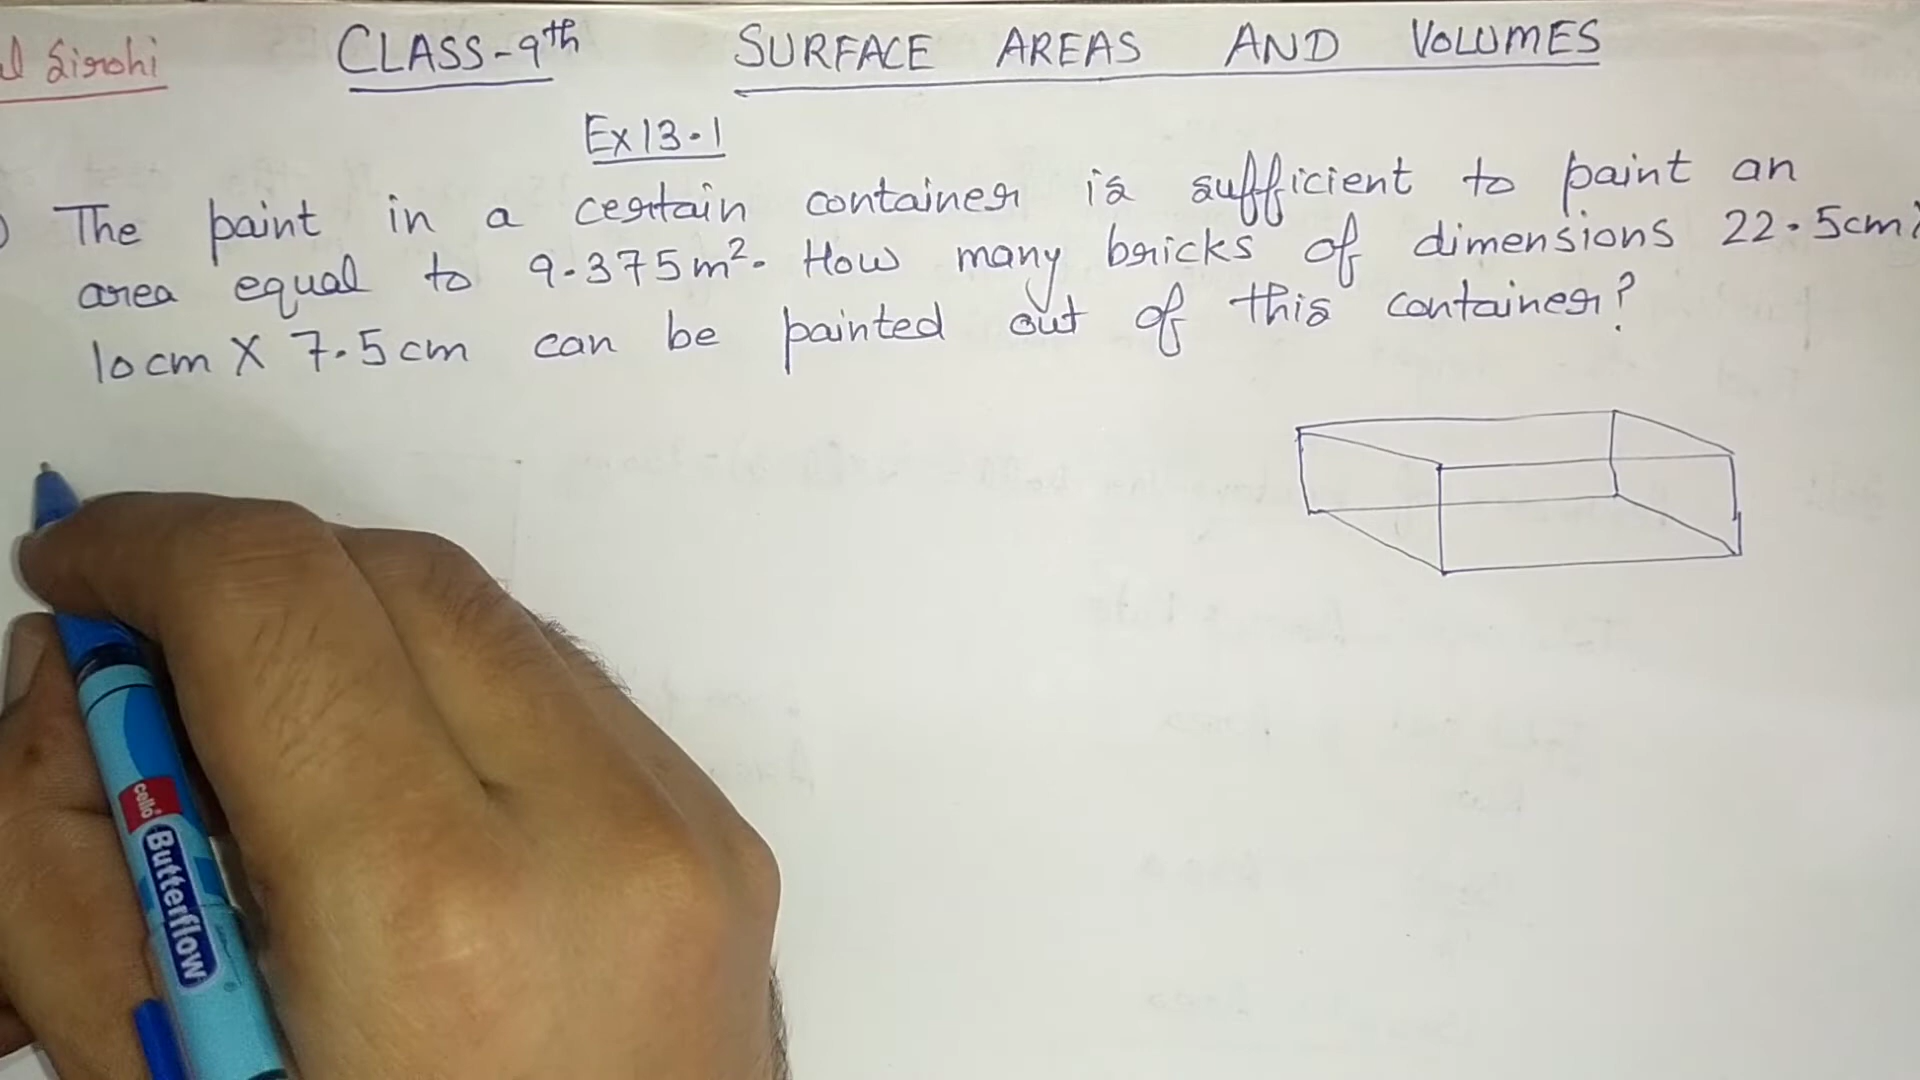 Sirohi CLASS-9th SURFACE AREAS AND VOLUMES
Ex 13.1
The paint in a certain container is sufficient to paint an
area equal to 9.375m². How many bricks of dimensions 22.5cm X
10cm X 7.5cm can be painted out of this container?
cello
Butterflow